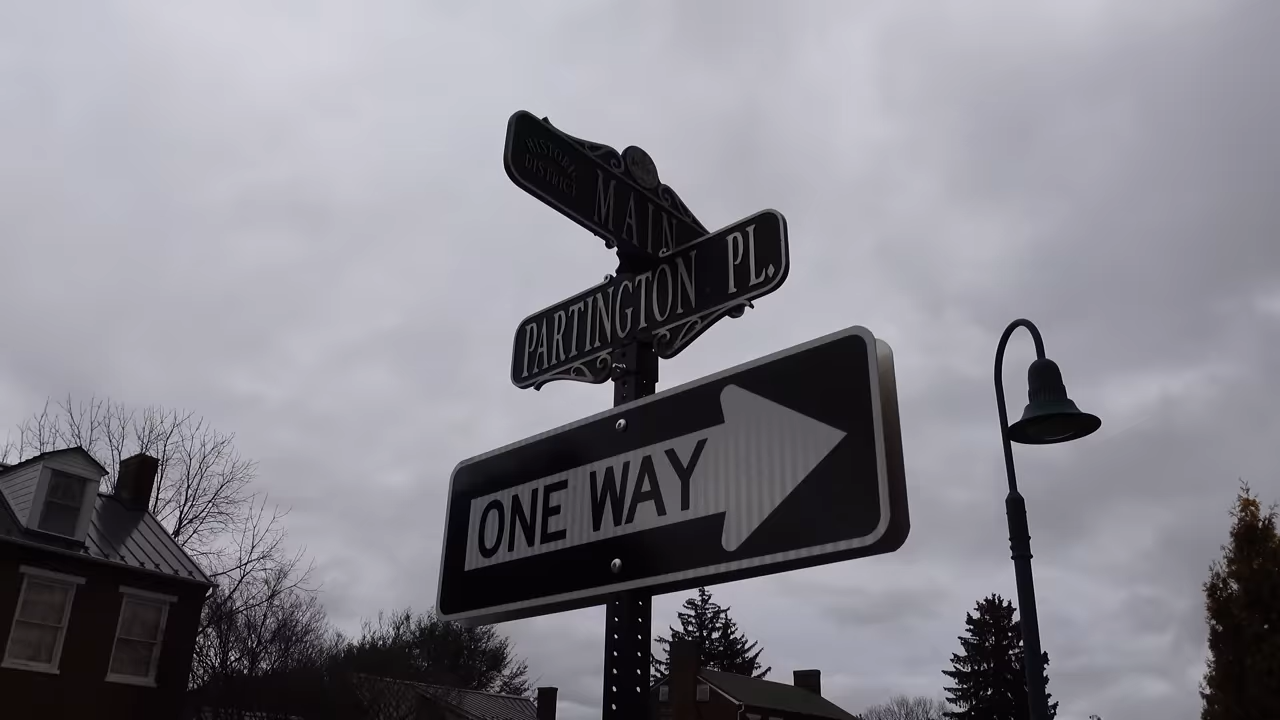 HISTORIC
DISTRICT
MAIN
PARTINGTON PL.
ONE WAY